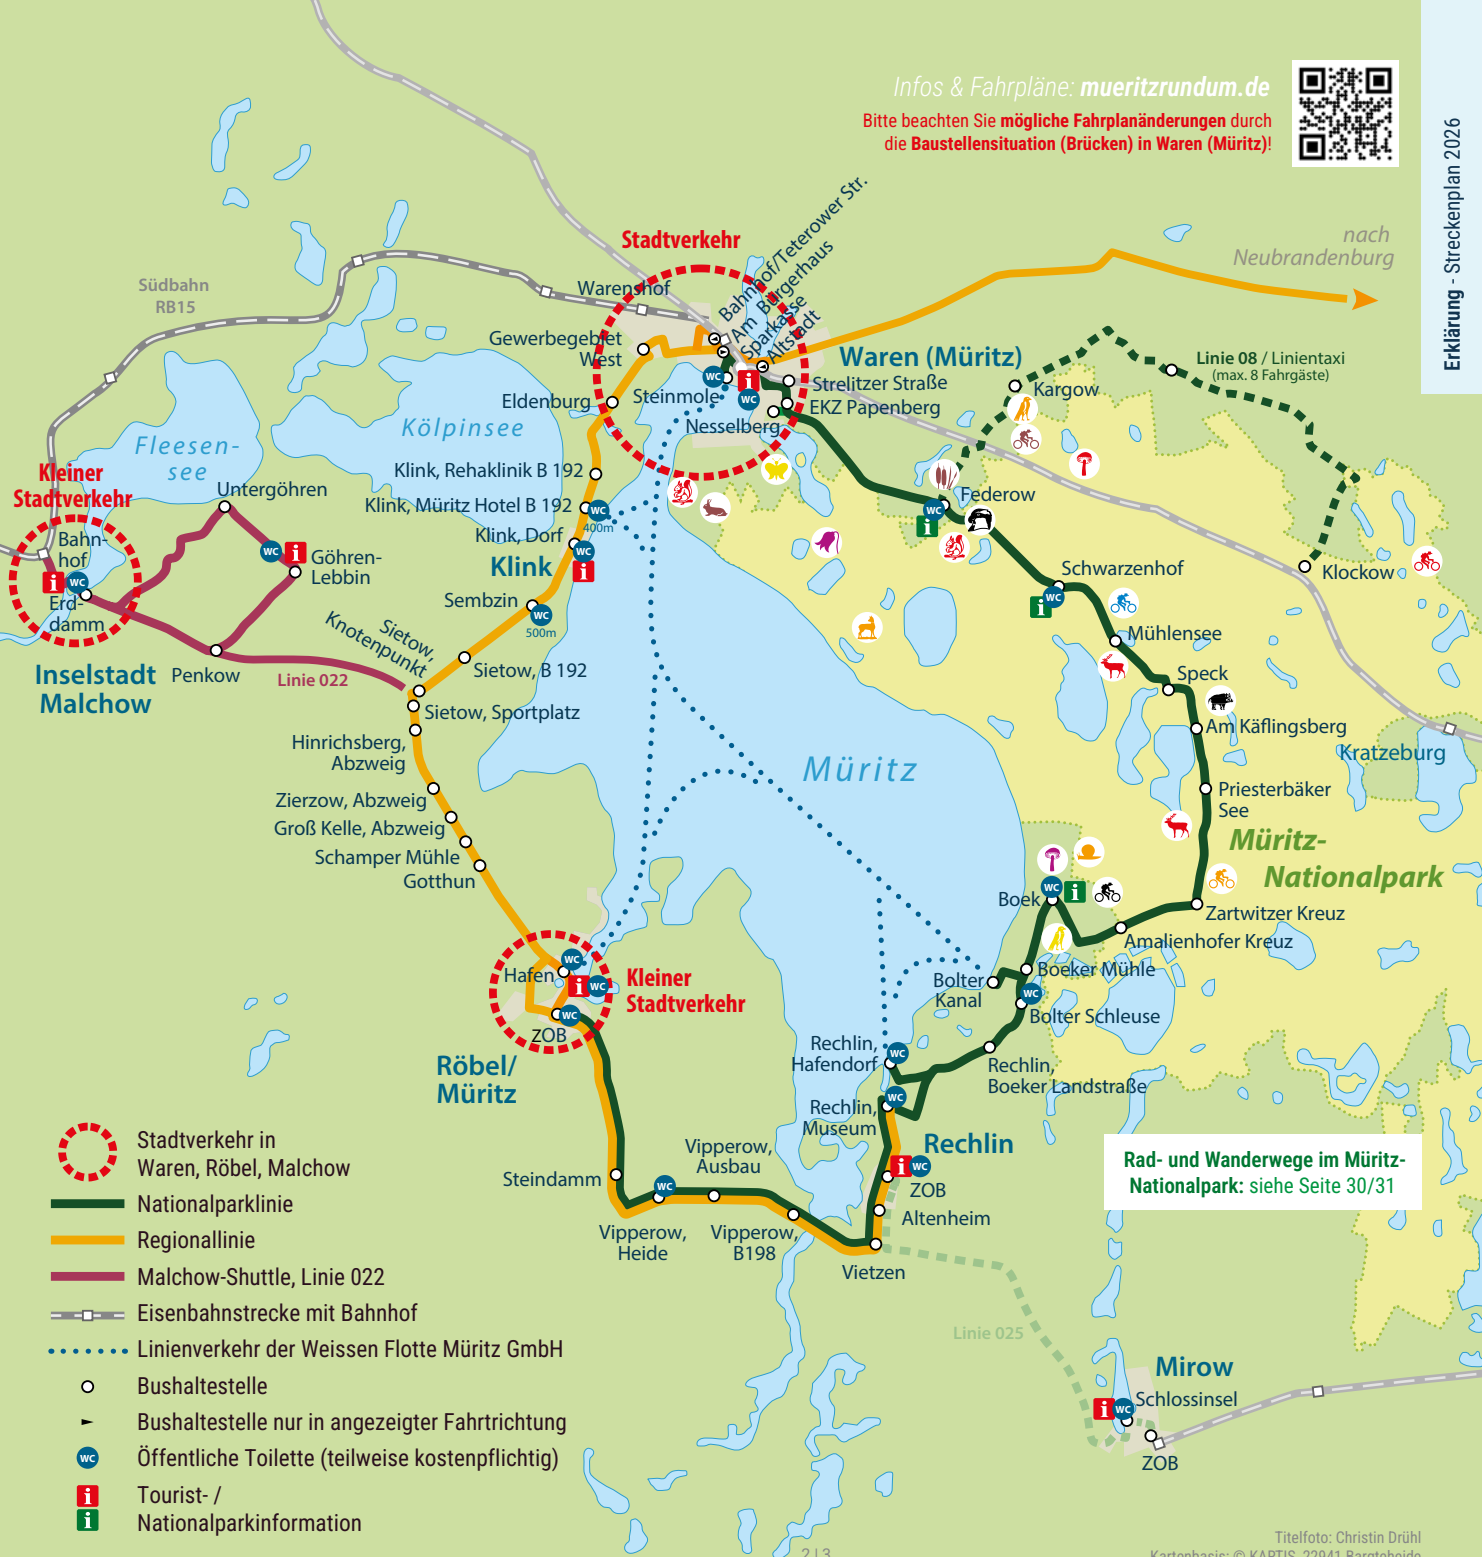 Infos & Fahrpläne: mueritzrundum.de
Bitte beachten Sie mögliche Fahrplanänderungen durch
die Baustellensituation (Brücken) in Waren (Müritz)!
Erklärung - Streckenplan 2026
nach
Neubrandenburg
Stadtverkehr
Südbahn
RB15
Warenshof
Bahnhof/Teterower Str.
Am Bürgerhaus
Sparkasse
Altstadt
Gewerbegebiet
West
Waren (Müritz)
Linie 08 / Linientaxi
(max. 8 Fahrgäste)
Strelitzer Straße
Kargow
Eldenburg
Steinmole
EKZ Papenberg
Nesselberg
Kölpinsee
Fleesen-
see
Kleiner
Stadtverkehr
Klink, Rehaklinik B 192
Untergöhren
Klink, Müritz Hotel B 192
WC
400m
Federow
Klink, Dorf
Bahn-
hof
Göhren-
Lebbin
Klink
Schwarzenhof
Klockow
Erd-
damm
Sembzin
WC
500m
Sietow,
Knotenpunkt
Mühlensee
Inselstadt
Malchow
Penkow
Linie 022
Sietow, B 192
Speck
Sietow, Sportplatz
Am Käflingsberg
Hinrichsberg,
Abzweig
Kratzeburg
Müritz
Zierzow, Abzweig
Priesterbäker
See
Groß Kelle, Abzweig
Müritz-
Nationalpark
Schamper Mühle
Gotthun
Boek
Zartwitzer Kreuz
Amalienhofer Kreuz
Hafen
Kleiner
Stadtverkehr
Boeker Mühle
Bolter
Kanal
Bolter Schleuse
ZOB
Röbel/
Müritz
Rechlin,
Hafendorf
Rechlin,
Boeker Landstraße
Rechlin,
Museum
Rechlin
Vipperow,
Ausbau
Steindamm
ZOB
Altenheim
Vipperow,
Heide
Vipperow,
B198
Vietzen
Rad- und Wanderwege im Müritz-
Nationalpark: siehe Seite 30/31
Linie 025
Mirow
Schlossinsel
ZOB
Stadtverkehr in
Waren, Röbel, Malchow
Nationalparklinie
Regionallinie
Malchow-Shuttle, Linie 022
Eisenbahnstrecke mit Bahnhof
Linienverkehr der Weissen Flotte Müritz GmbH
Bushaltestelle
Bushaltestelle nur in angezeigter Fahrtrichtung
WC Öffentliche Toilette (teilweise kostenpflichtig)
i Tourist- /
i Nationalparkinformation
2 | 3
Titelfoto: Christin Drühl
Kartenbasis: © KARTIS, 22941 Bargteheide